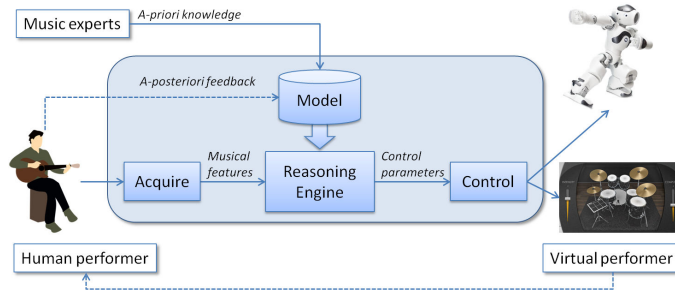 Music experts
A-priori knowledge
A-posteriori feedback
Model
Musical
features
Control
parameters
Acquire
Reasoning
Engine
Control
Human performer
Virtual performer